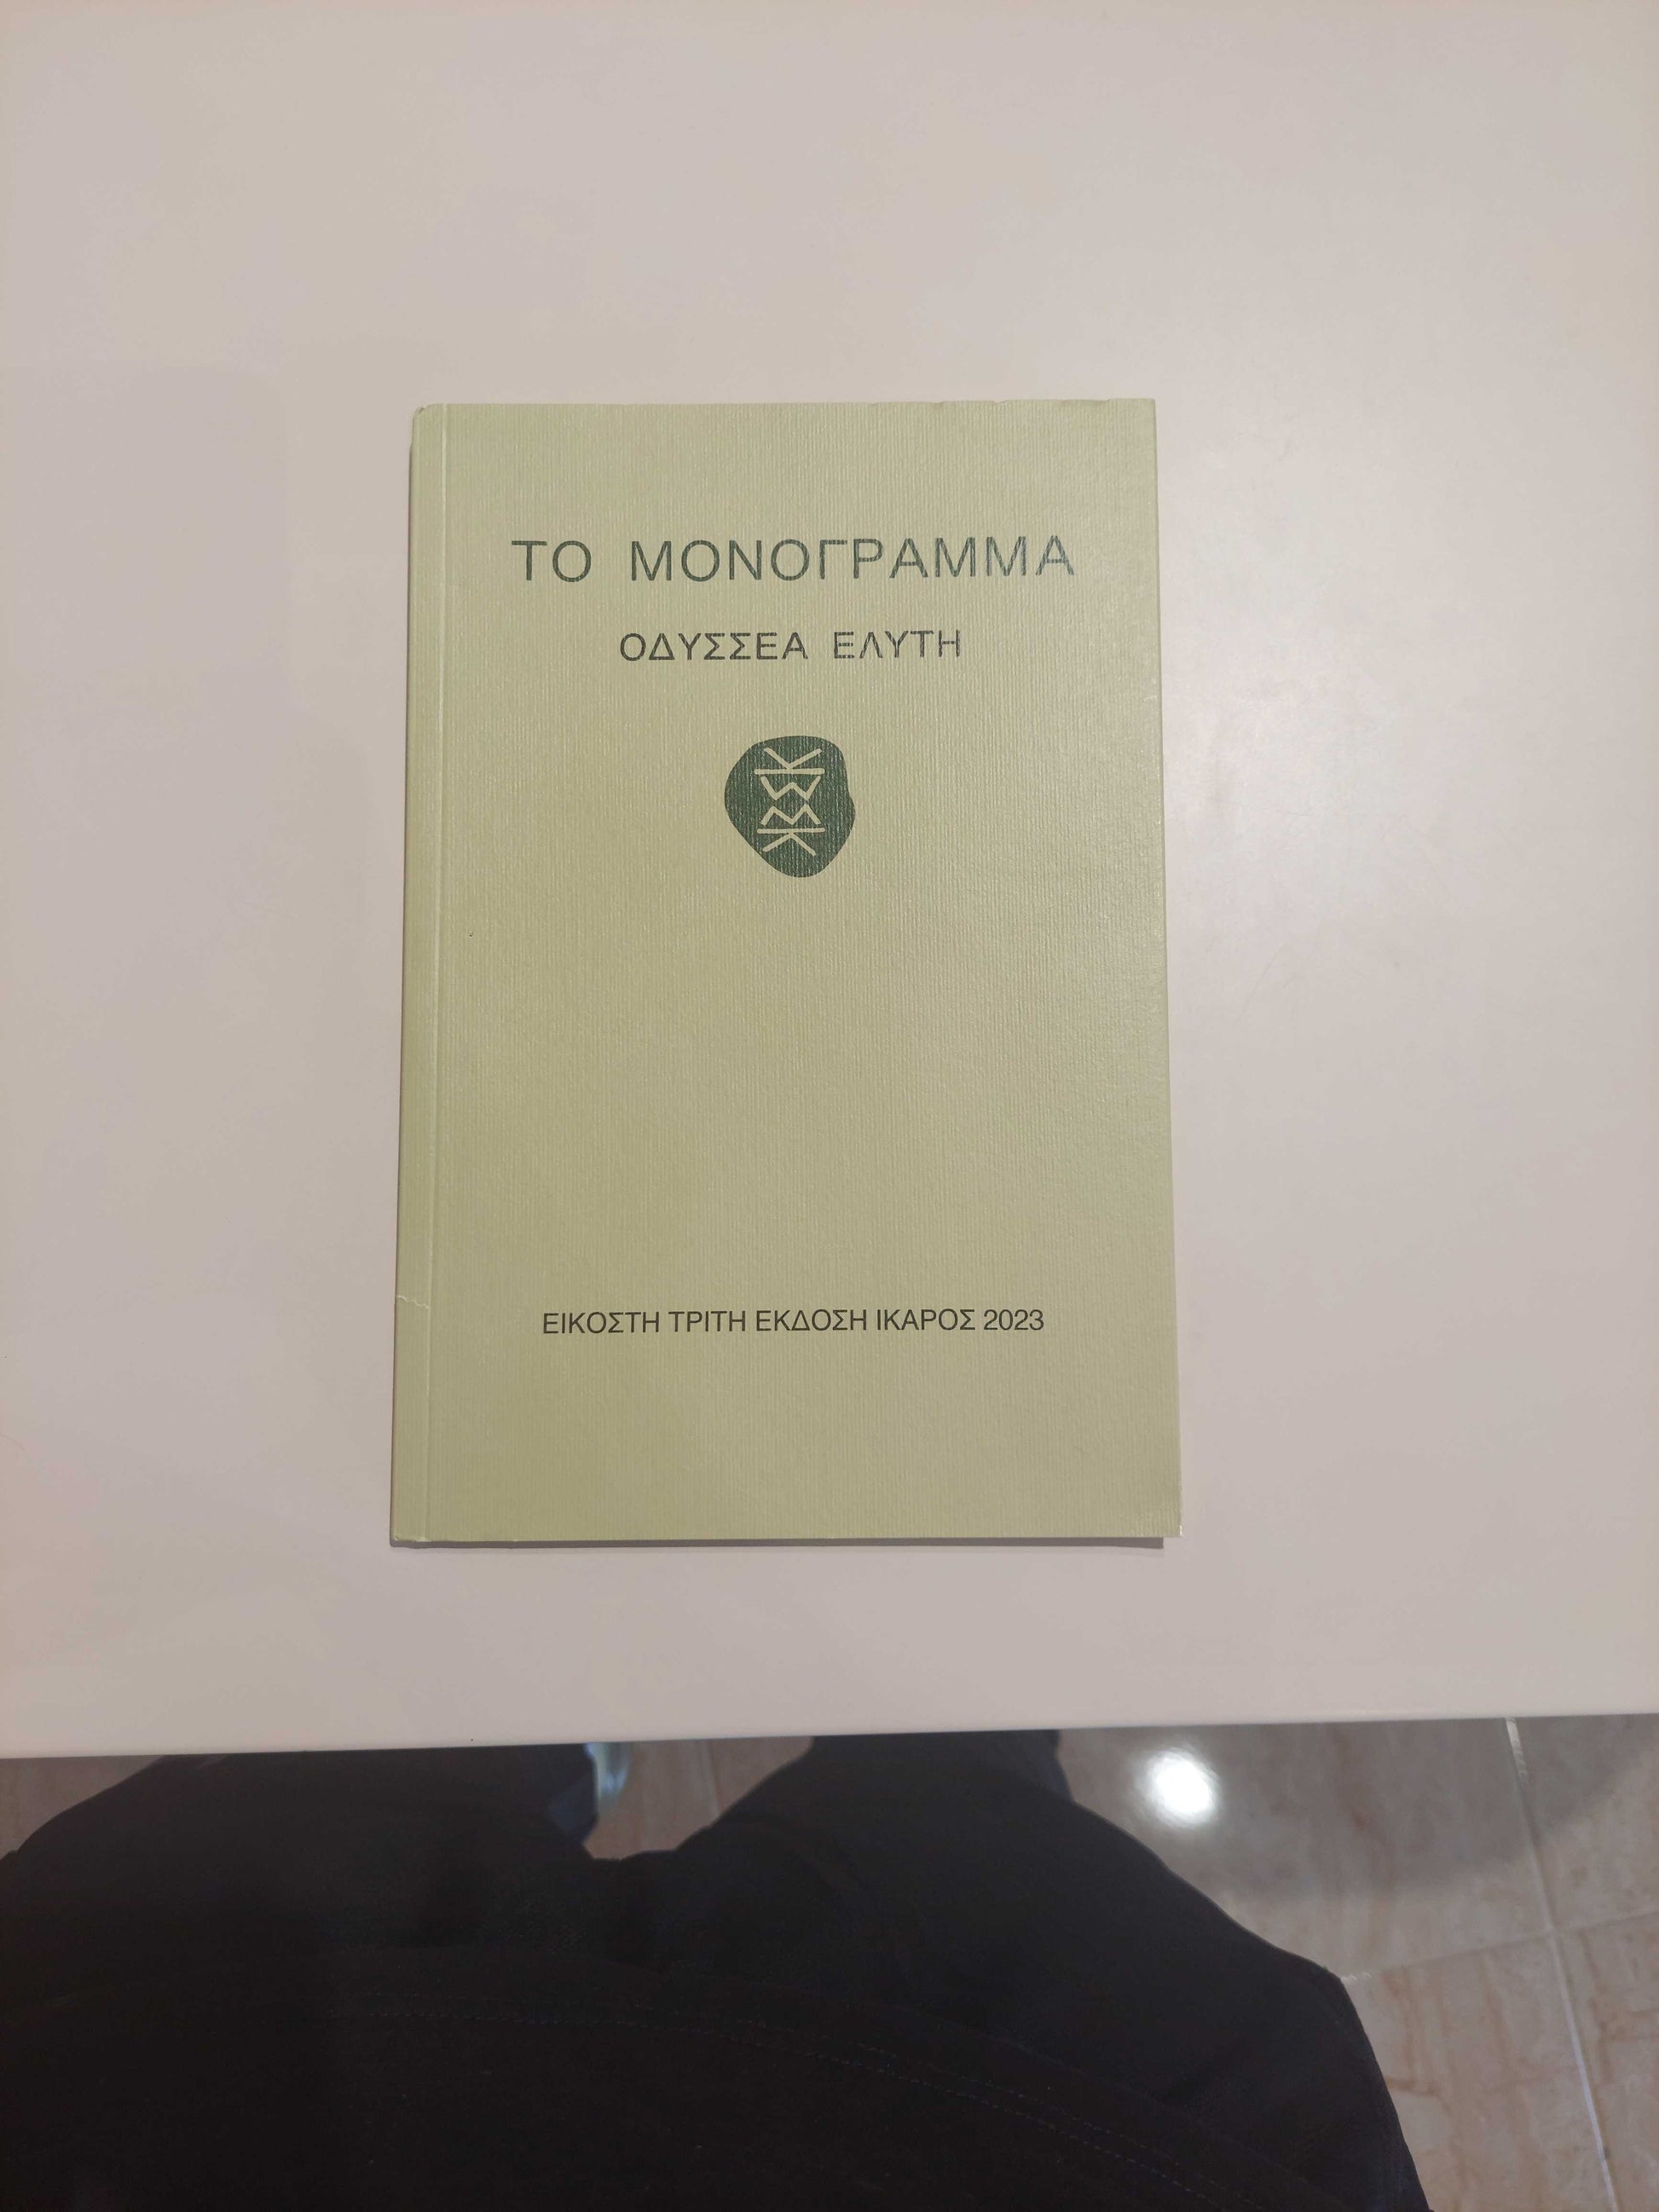 ΤΟ ΜΟΝΟΓΡΑΜΜΑ
ΟΔΥΣΣΕΑ ΕΛΥΤΗ
ΕΙΚΟΣΤΗ ΤΡΙΤΗ ΕΚΔΟΣΗ ΙΚΑΡΟΣ 2023